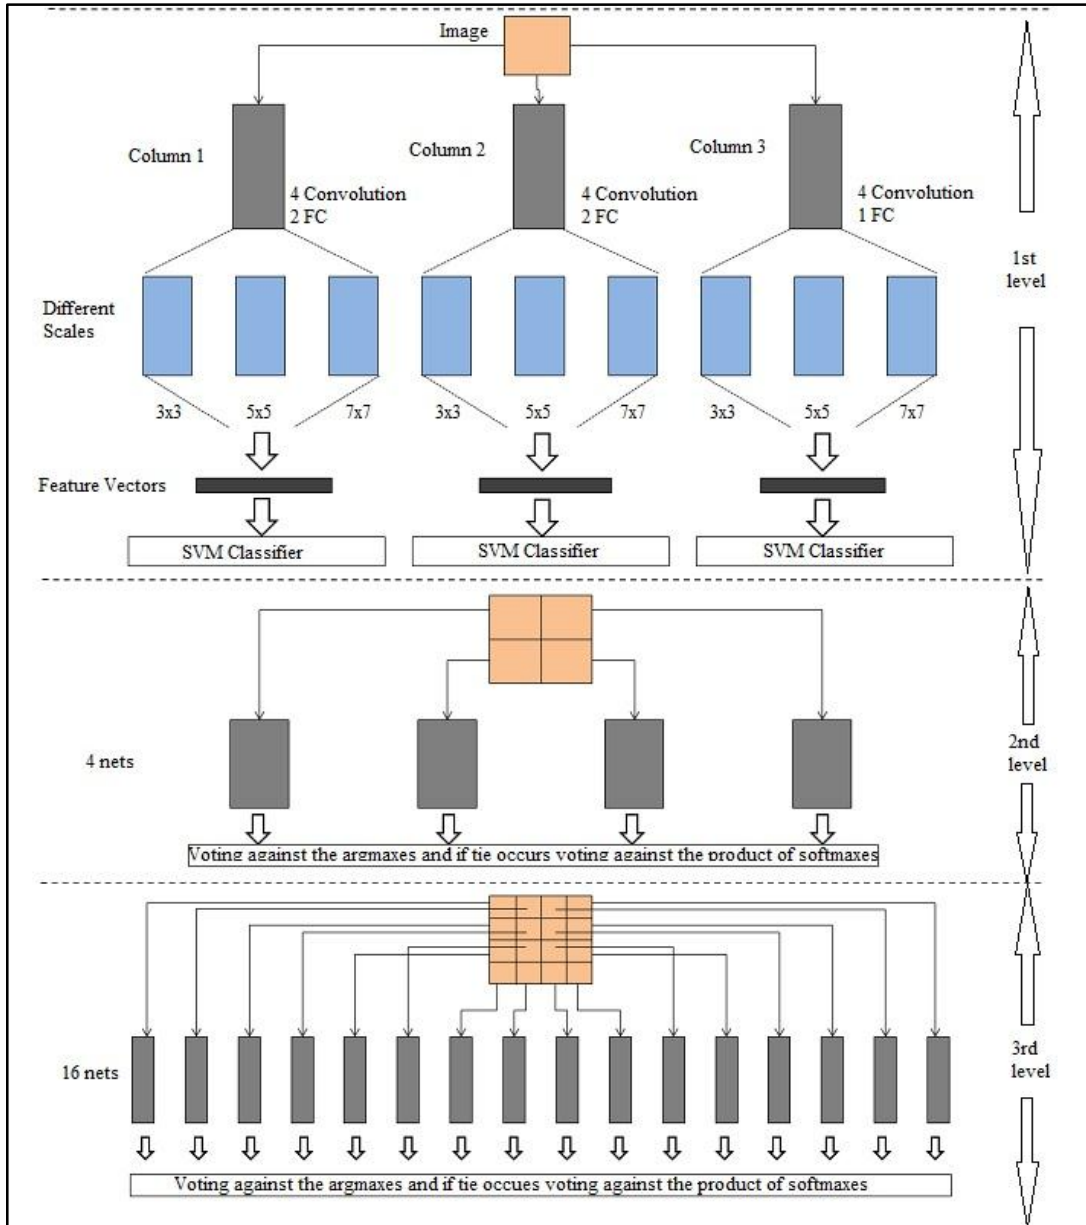 Image
Column 1
Column 2
Column 3
4 Convolution
2 FC
4 Convolution
2 FC
4 Convolution
1 FC
1st
level
Different
Scales
3x3
5x5
7x7
3x3
5x5
7x7
3x3
5x5
7x7
Feature Vectors
SVM Classifier
SVM Classifier
SVM Classifier
4 nets
2nd
level
Voting against the argmaxes and if tie occurs voting against the product of softmaxes
16 nets
3rd
level
Voting against the argmaxes and if tie occues voting against the product of softmaxes